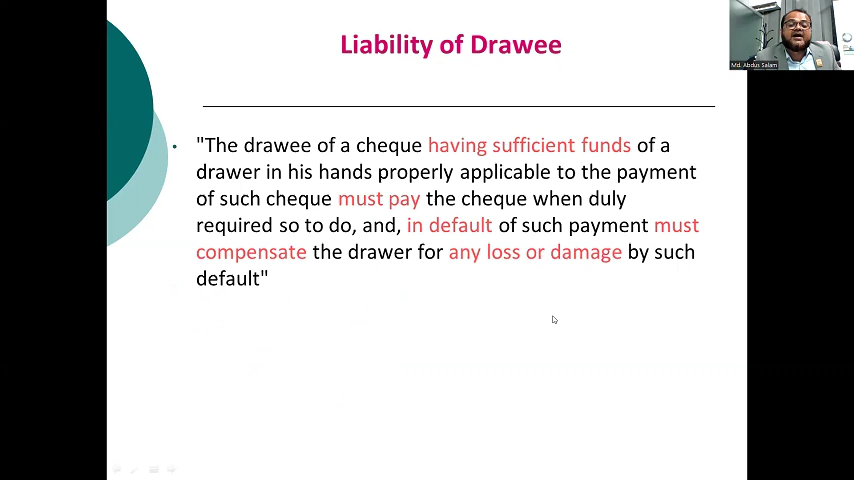 Liability of Drawee
Md. Abdus Salam
"The drawee of a cheque having sufficient funds of a
drawer in his hands properly applicable to the payment
of such cheque must pay the cheque when duly
required so to do, and, in default of such payment must
compensate the drawer for any loss or damage by such
default"